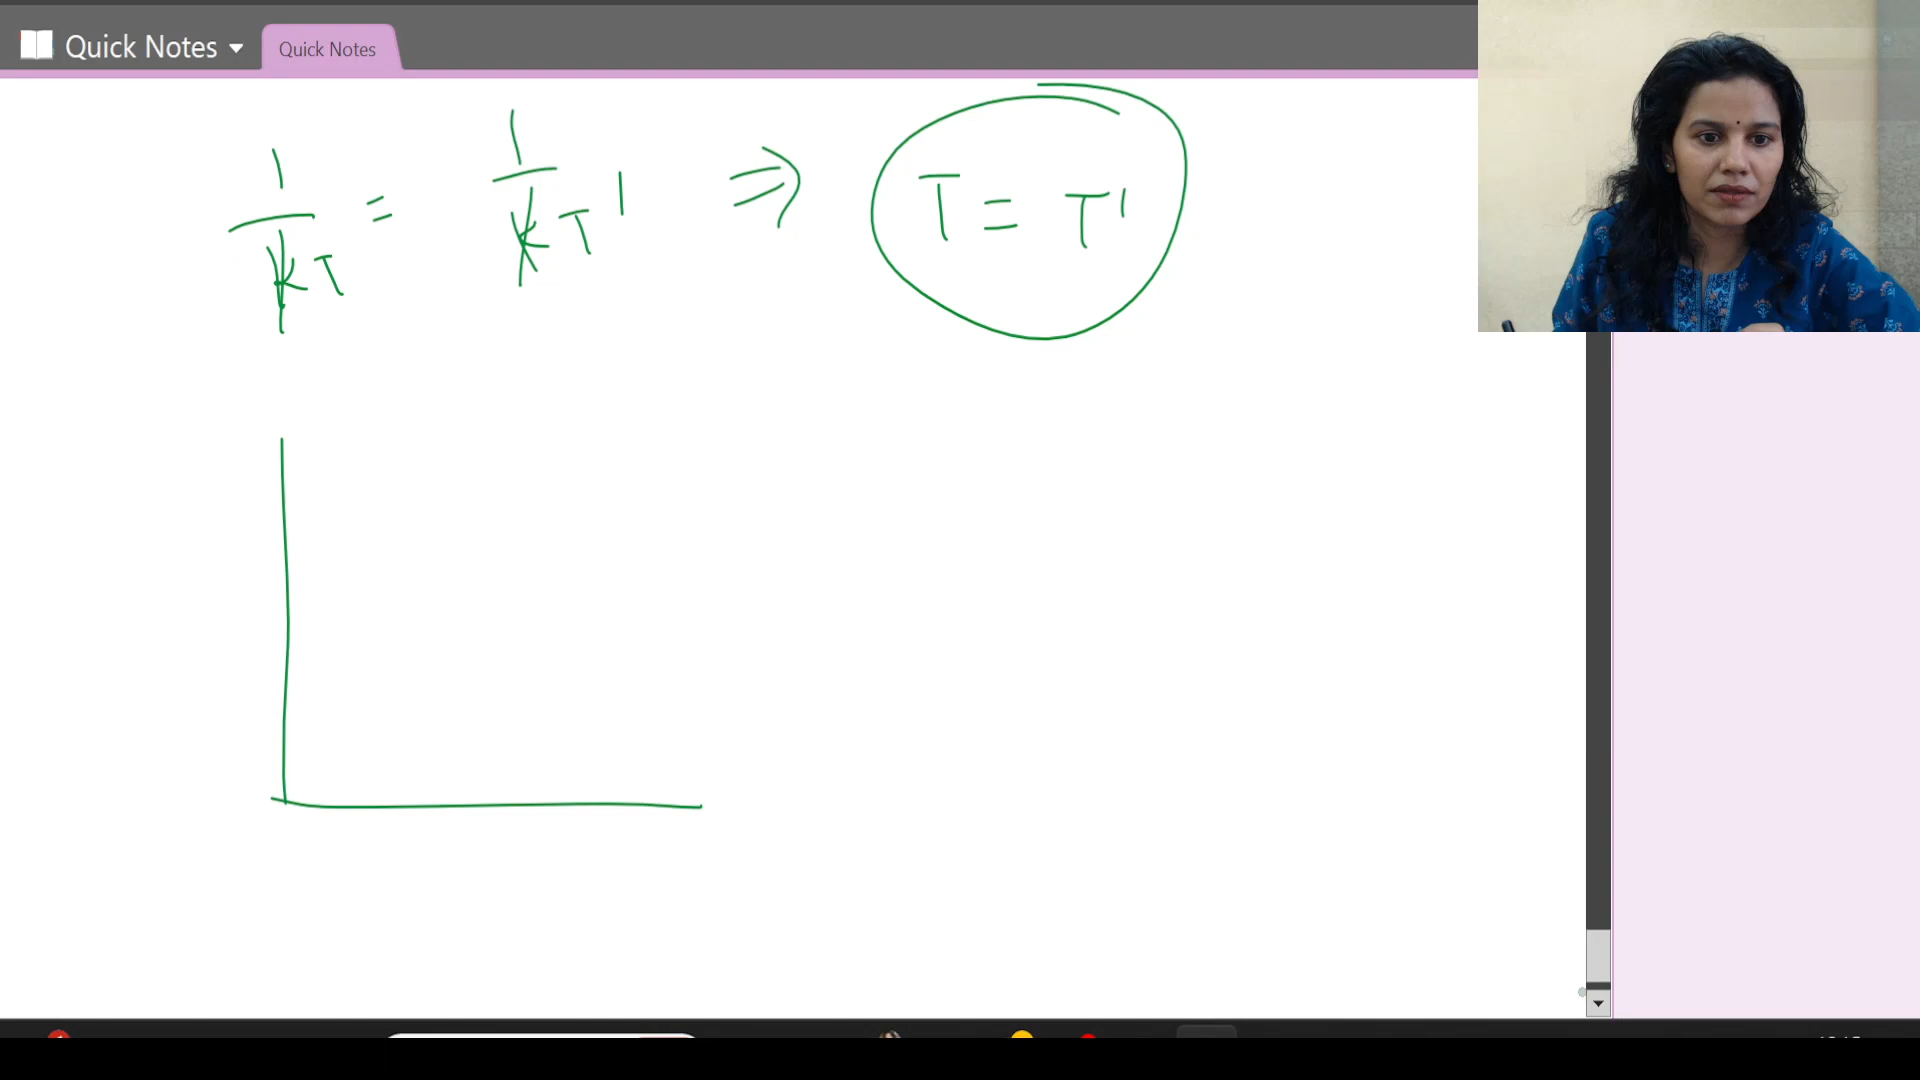 Quick Notes Quick Notes
1/kT = 1/kT' ⇒ T = T'